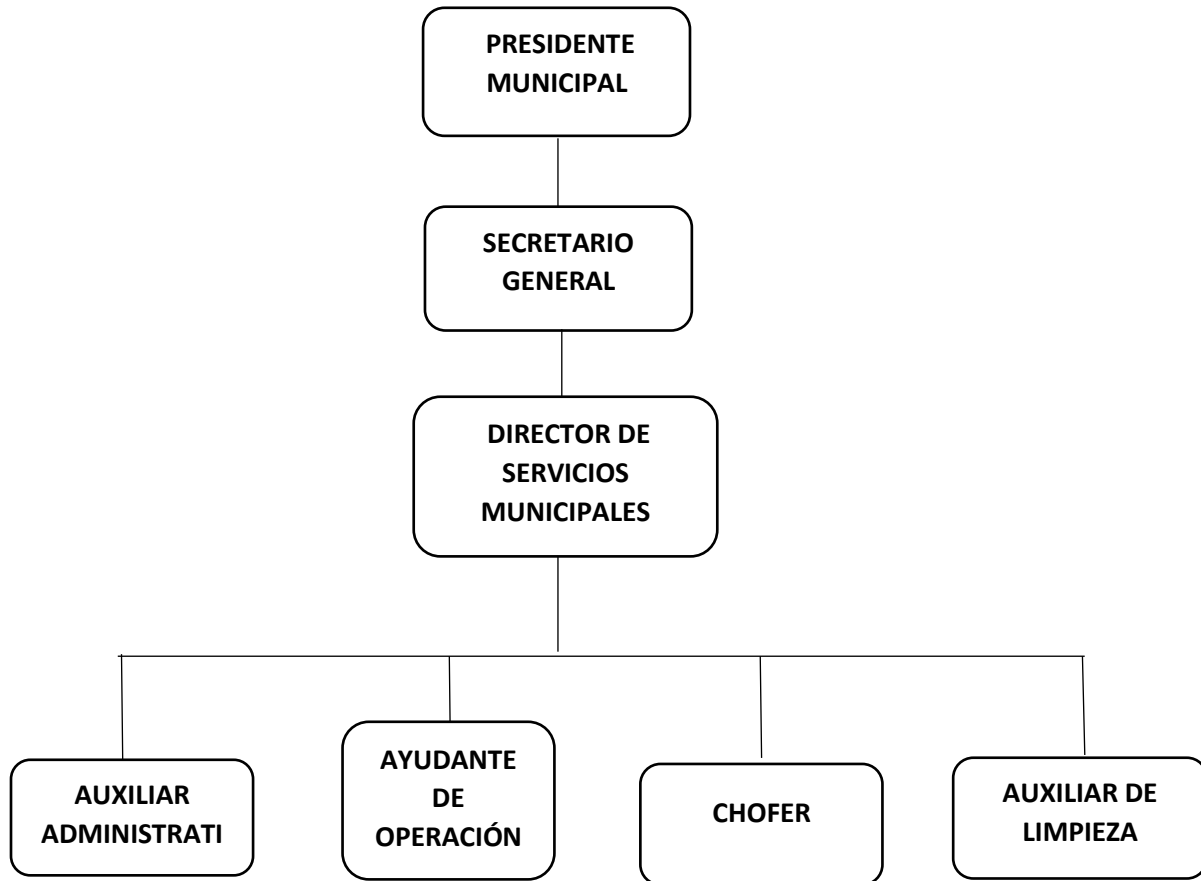 PRESIDENTE
MUNICIPAL
SECRETARIO
GENERAL
DIRECTOR DE
SERVICIOS
MUNICIPALES
AUXILIAR
ADMINISTRATI
AYUDANTE
DE
OPERACIÓN
CHOFER
AUXILIAR DE
LIMPIEZA